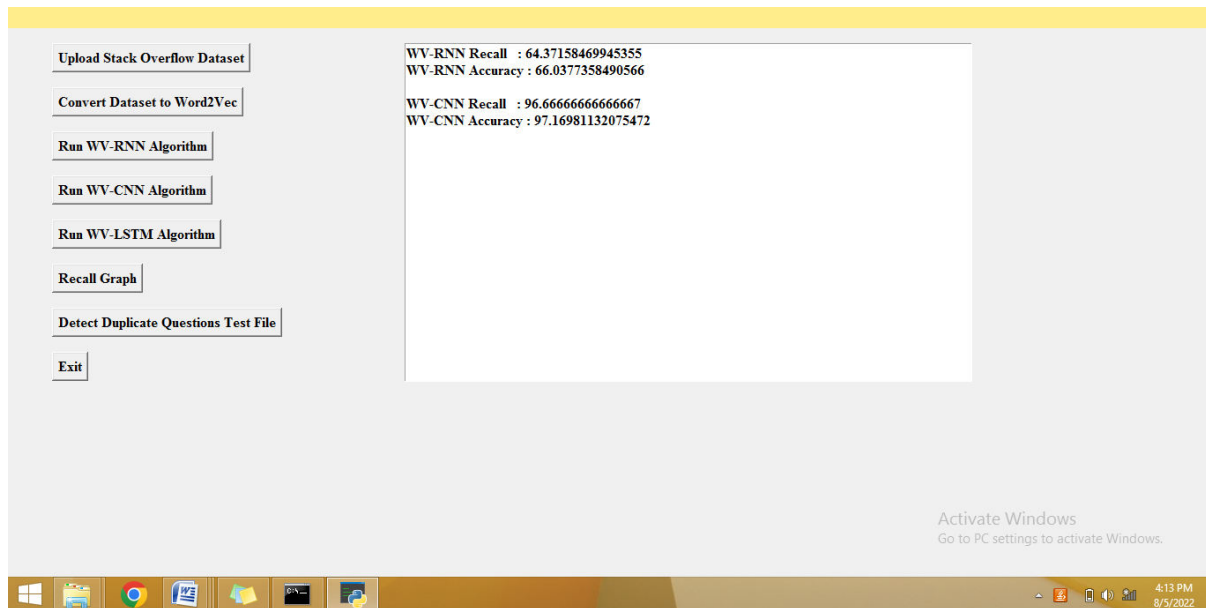 Upload Stack Overflow Dataset
Convert Dataset to Word2Vec
Run WV-RNN Algorithm
Run WV-CNN Algorithm
Run WV-LSTM Algorithm
Recall Graph
Detect Duplicate Questions Test File
Exit
WV-RNN Recall : 64.37158469945355
WV-RNN Accuracy : 66.0377358490566
WV-CNN Recall : 96.66666666666667
WV-CNN Accuracy : 97.16981132075472
Activate Windows
Go to PC settings to activate Windows.
4:13 PM
8/5/2022